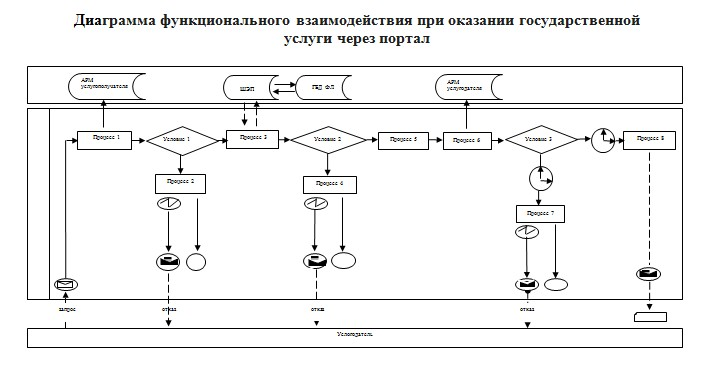 Диаграмма функционального взаимодействия при оказании государственной
услуги через портал
АРМ
услугополучателя
ШЭП
ГБД ФЛ
АРМ
услугодателя
Процесс 1
Условие 1
Процесс 3
Условие 2
Процесс 5
Процесс 6
Условие 3
Процесс 8
Процесс 2
Процесс 4
Процесс 7
запрос
отказ
отказ
отказ